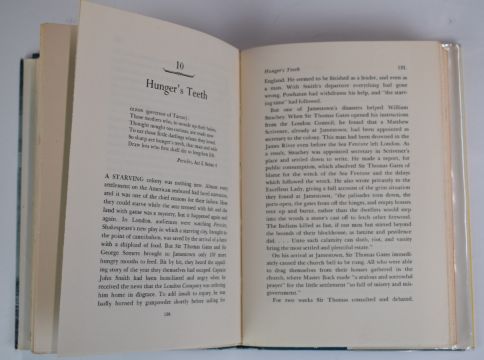 10
Hunger's Teeth
CLEON (governor of Tarsus).
Those mothers who, to nousle up their babes,
Thought nought too curious, are ready now
To eat those little darlings whom they loved.
So sharp are hunger's teeth, that man and wife
Draw lots who first shall die to lengthen life.
Pericles, Act I, Scene 4
A STARVING colony was nothing new. Almost every
settlement on the American seaboard had faced starvation,
and it was one of the chief reasons for their failure. How
they could starve while the seas teemed with fish and the
land with game was a mystery, but it happened again and
again. In London, audiences were watching Pericles,
Shakespeare's new play in which a starving city, brought to
the point of cannibalism, was saved by the arrival of a hero
with a shipload of food. But Sir Thomas Gates and Sir
George Somers brought to Jamestown only 150 more
hungry mouths to feed. Bit by bit, they heard the appall-
ing story of the year they thought had escaped. Captain
John Smith had been launched and angry when he
received the news that the London Company was ordering
him home in disgrace. To add insult to injury, he was
badly burned by gunpowder shortly before sailing for
120
Hunger's Teeth
121
England. He seemed to be finished as a leader, and even as
a man. With Smith's departure everything had gone
wrong. Powhatan had withdrawn his help, and "the starv-
ing time" had followed.
But one of Jamestown's disasters helped William
Strachey. When Sir Thomas Gates opened his instructions
from the London Council, he found that a Matthew
Scrivener, already at Jamestown, had been appointed
as secretary to the colony. This man had been drowned in the
James River even before the Sea Venture left London. As a
result, Strachey was appointed secretary in Scrivener's
place and settled down to write. He made a report, for
public consumption, which absolved Sir Thomas Gates of
blame for the wreck of the Sea Venture and the delays
which followed the wreck. He also wrote privately to the
Excellent Lady, giving a full account of the grim situation
they found at Jamestown, "the palisades torn down, the
ports open, the gates from off the hinges, and empty houses
rent up and burnt, rather than the dwellers would step
into the woods a stone's cast off to fetch other firewood.
The Indians killed as fast, if our men but stirred beyond
the bounds of their blockhouse, as famine and pestilence
did. . . . Unto such calamity can sloth, riot, and vanity
bring the most settled and plentiful estate."
On his arrival at Jamestown, Sir Thomas Gates immedi-
ately caused the church bell to be rung. All who were able
to drag themselves from their houses gathered in the
church, where Master Buck made "a zealous and sorrowful
prayer" for the little settlement "so full of misery and mis-
government."
For two weeks Sir Thomas consulted and debated.